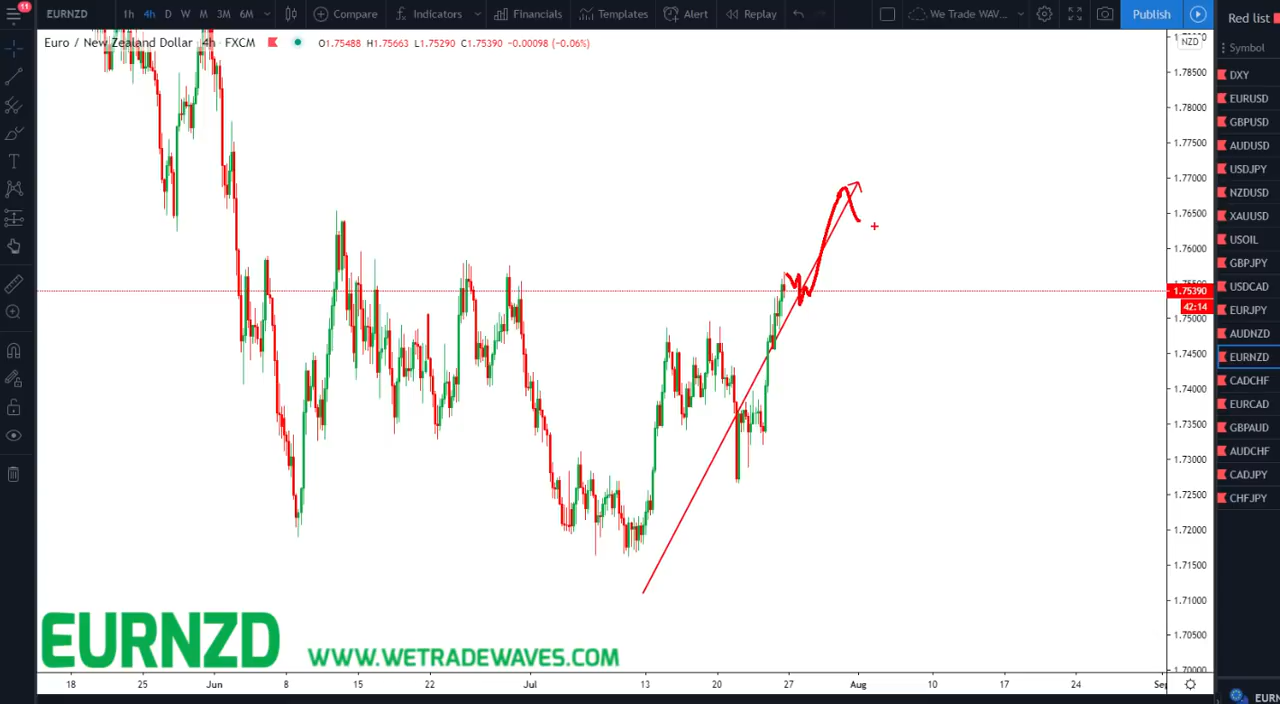 11
EURNZD 1h 4h D W M 3M 6M Compare Indicators Financials Templates Alert Replay We Trade WAV... Publish
Red list
Euro / New Zealand Dollar 4h FXCM O1.75488 H1.75663 L1.75290 C1.75390 -0.00098 (-0.06%)
NZD
Symbol
1.78500
DXY
EURUSD
1.78000
GBPUSD
1.77500
AUDUSD
USDJPY
1.77000
NZDUSD
1.76500
XAUUSD
USOIL
1.76000
GBPJPY
USDCAD
1.75390
42:14
EURJPY
1.75000
AUDNZD
1.74500
EURNZD
CADCHF
1.74000
EURCAD
1.73500
GBPAUD
AUDCHF
1.73000
CADJPY
1.72500
CHFJPY
1.72000
1.71500
1.71000
1.70500
1.70000
EURNZD
WWW.WETRADEWAVES.COM
18 25 Jun 8 15 22 Jul 13 20 27 Aug 10 17 24
EURN